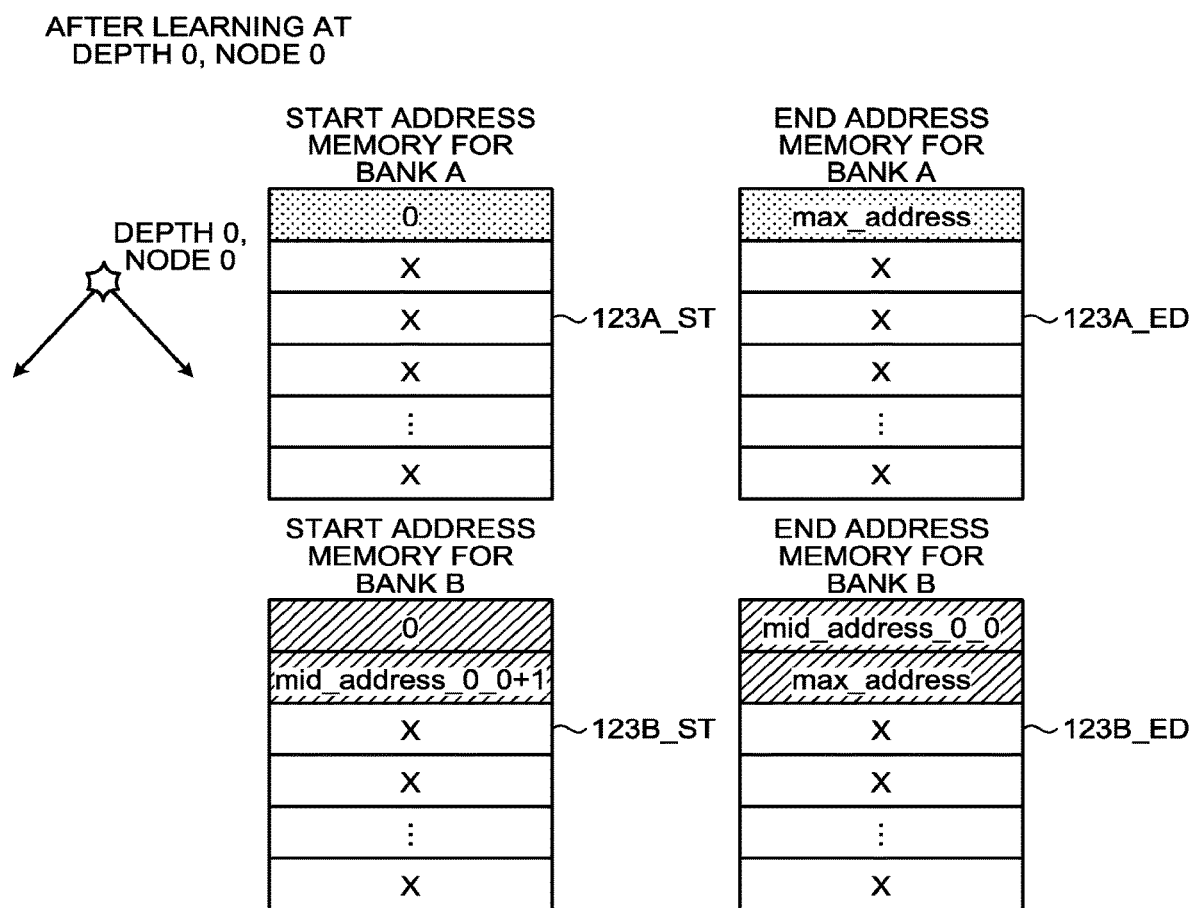 AFTER LEARNING AT
DEPTH 0, NODE 0
START ADDRESS
MEMORY FOR
BANK A
END ADDRESS
MEMORY FOR
BANK A
DEPTH 0,
NODE 0
0
X
X
X
⋮
X
123A_ST
max_address
X
X
X
⋮
X
123A_ED
START ADDRESS
MEMORY FOR
BANK B
END ADDRESS
MEMORY FOR
BANK B
0
mid_address_0_0+1
X
X
⋮
X
123B_ST
mid_address_0_0
max_address
X
X
⋮
X
123B_ED